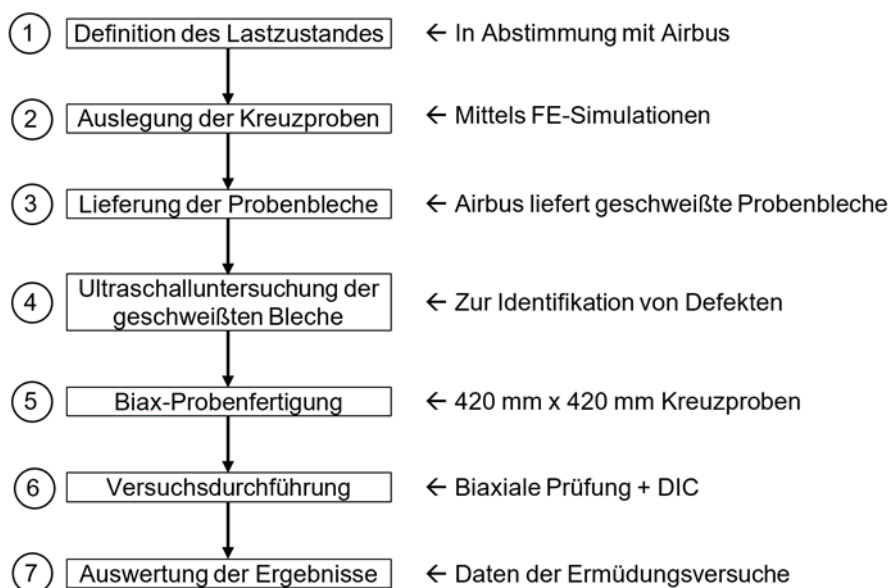 1 Definition des Lastzustandes ← In Abstimmung mit Airbus
2 Auslegung der Kreuzproben ← Mittels FE-Simulationen
3 Lieferung der Probenbleche ← Airbus liefert geschweißte Probenbleche
4 Ultraschalluntersuchung der
geschweißten Bleche ← Zur Identifikation von Defekten
5 Biax-Probenfertigung ← 420 mm x 420 mm Kreuzproben
6 Versuchsdurchführung ← Biaxiale Prüfung + DIC
7 Auswertung der Ergebnisse ← Daten der Ermüdungsversuche